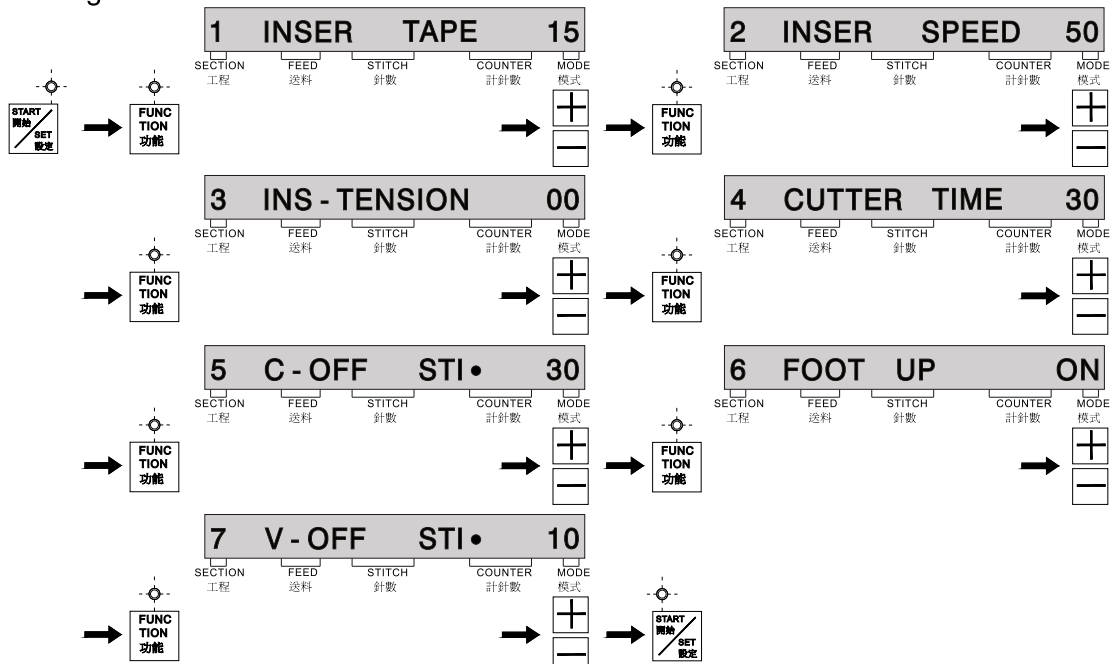 1 INSER TAPE 15
SECTION FEED STITCH COUNTER MODE
工程 送料 針數 計針數 模式
2 INSER SPEED 50
SECTION FEED STITCH COUNTER MODE
工程 送料 針數 計針數 模式
START
開始
SET
設定
FUNC
TION
功能
+
−
FUNC
TION
功能
+
−
3 INS - TENSION 00
SECTION FEED STITCH COUNTER MODE
工程 送料 針數 計針數 模式
4 CUTTER TIME 30
SECTION FEED STITCH COUNTER MODE
工程 送料 針數 計針數 模式
FUNC
TION
功能
+
−
FUNC
TION
功能
+
−
5 C - OFF STI• 30
SECTION FEED STITCH COUNTER MODE
工程 送料 針數 計針數 模式
6 FOOT UP ON
SECTION FEED STITCH COUNTER MODE
工程 送料 針數 計針數 模式
FUNC
TION
功能
+
−
FUNC
TION
功能
+
−
7 V - OFF STI• 10
SECTION FEED STITCH COUNTER MODE
工程 送料 針數 計針數 模式
FUNC
TION
功能
+
−
START
開始
SET
設定